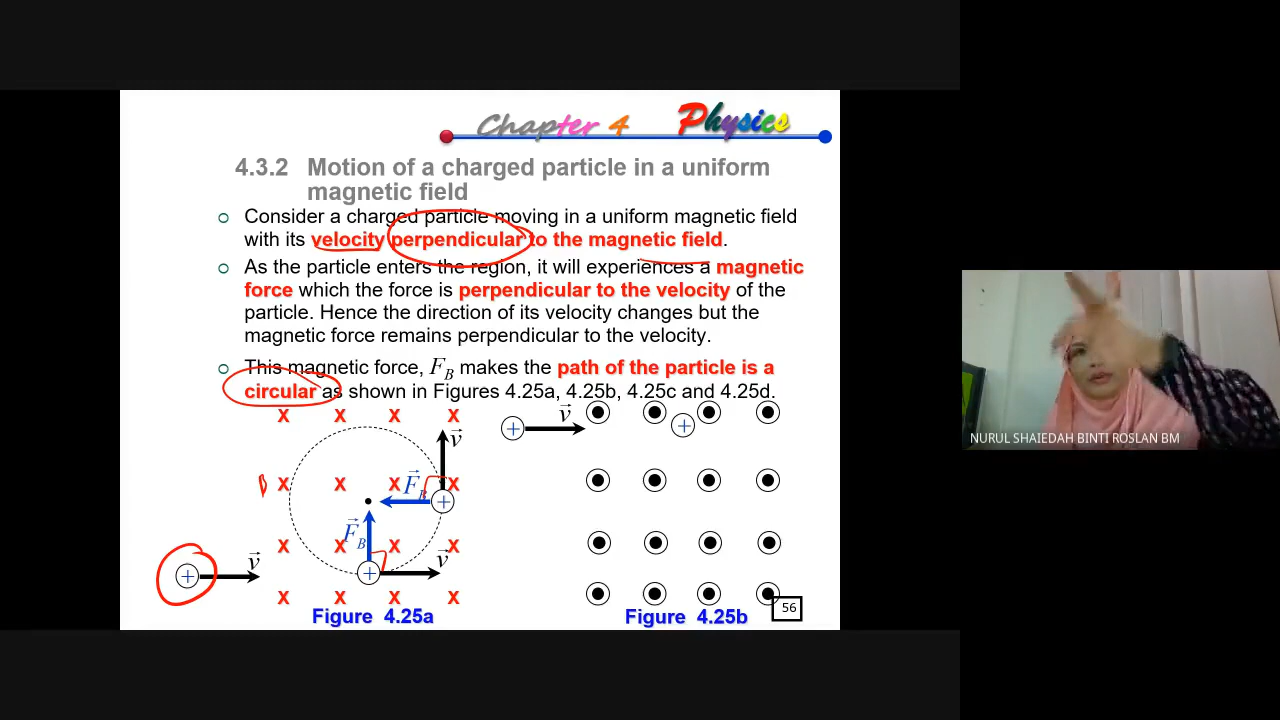 Chapter 4 Physics
4.3.2 Motion of a charged particle in a uniform
magnetic field
Consider a charged particle moving in a uniform magnetic field
with its velocity perpendicular to the magnetic field.
As the particle enters the region, it will experiences a magnetic
force which the force is perpendicular to the velocity of the
particle. Hence the direction of its velocity changes but the
magnetic force remains perpendicular to the velocity.
This magnetic force, F_B makes the path of the particle is a
circular as shown in Figures 4.25a, 4.25b, 4.25c and 4.25d.
X X X X
+ v⃗
v⃗
+
X X X X
F⃗_B
+
X X X X
F⃗_B
v⃗
+ v⃗
+
X X X X
Figure 4.25a
Figure 4.25b
56
NURUL SHAIEDAH BINTI ROSLAN BM